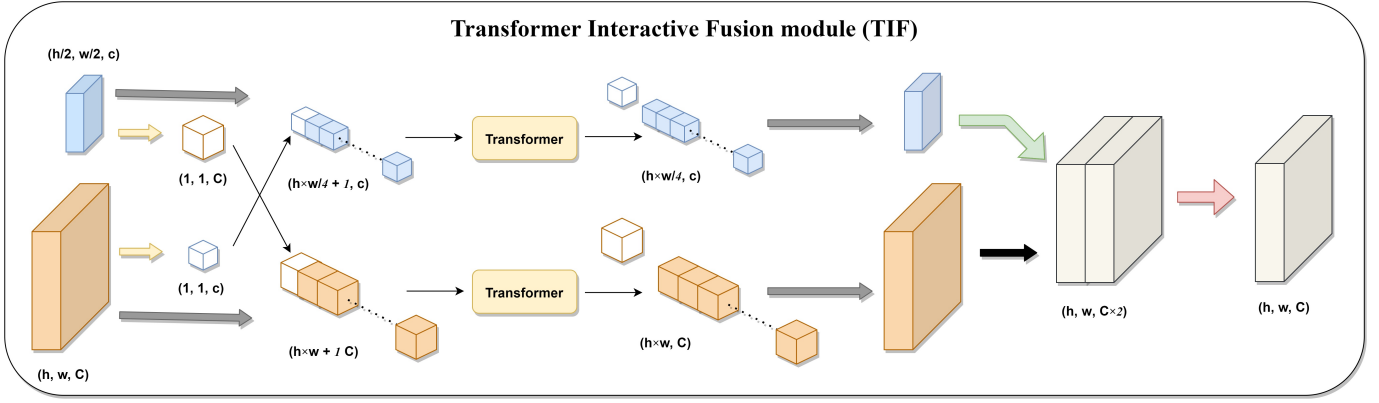 Transformer Interactive Fusion module (TIF)
(h/2, w/2, c)
(1, 1, C)
(h×w/4 + 1, c)
Transformer
(h×w/4, c)
(1, 1, c)
(h, w, C)
(h×w + 1 C)
Transformer
(h×w, C)
(h, w, C×2)
(h, w, C)